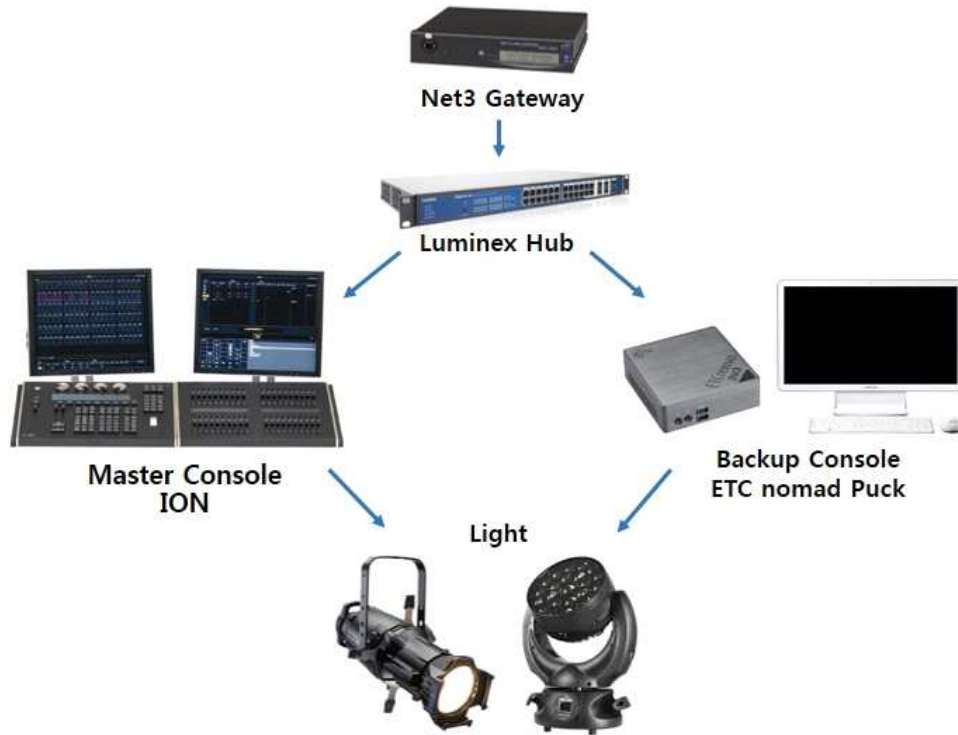 Net3 Gateway
Luminex Hub
Master Console
ION
Backup Console
ETC nomad Puck
Light